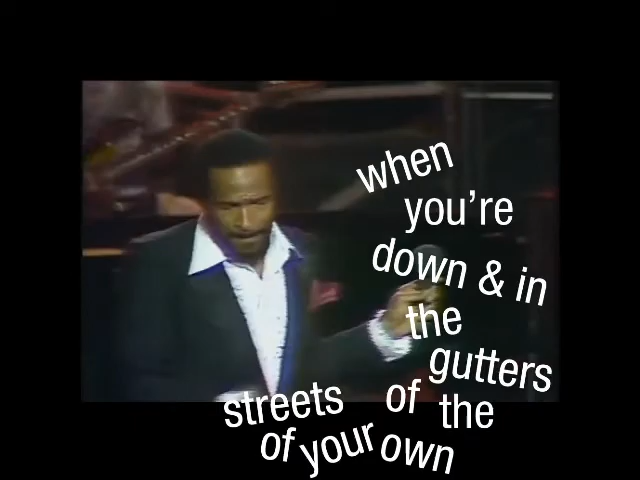 when
you're
down & in
the
gutters
of the
streets
of your own